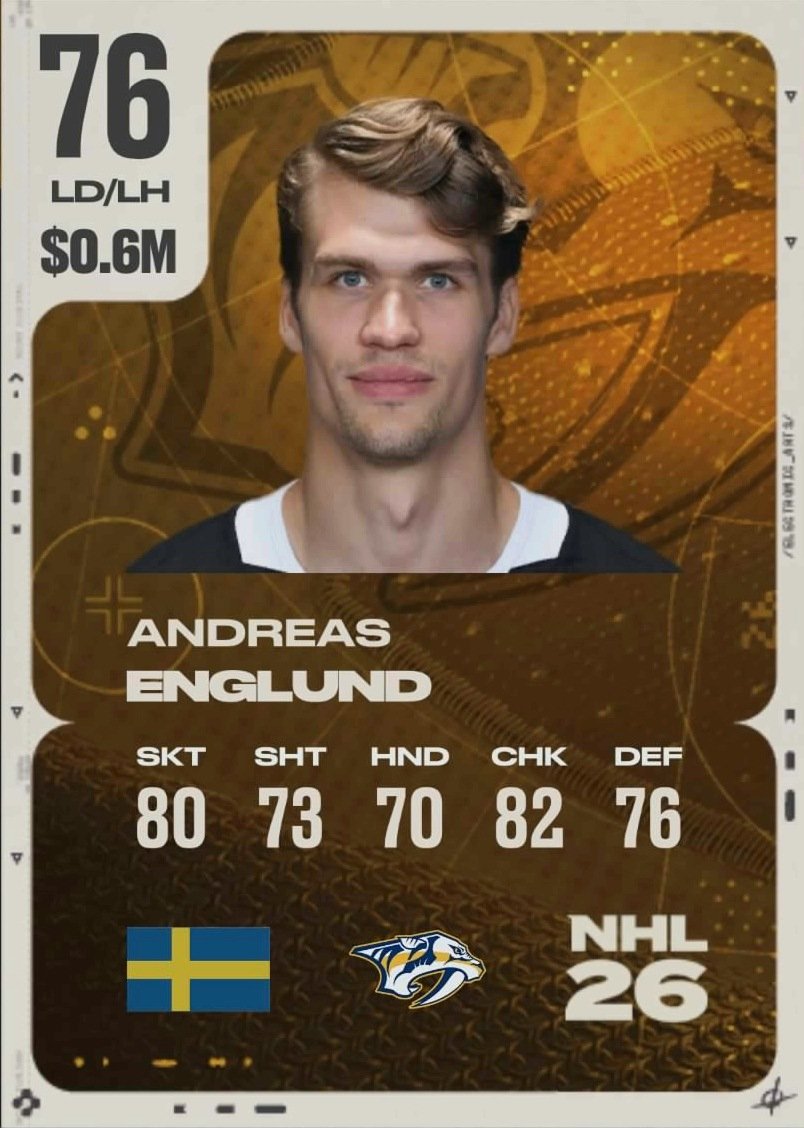 76
LD/LH
$0.6M
ANDREAS
ENGLUND
SKT SHT HND CHK DEF
80 73 70 82 76
NHL
26
/ELECTRONIC_ARTS/